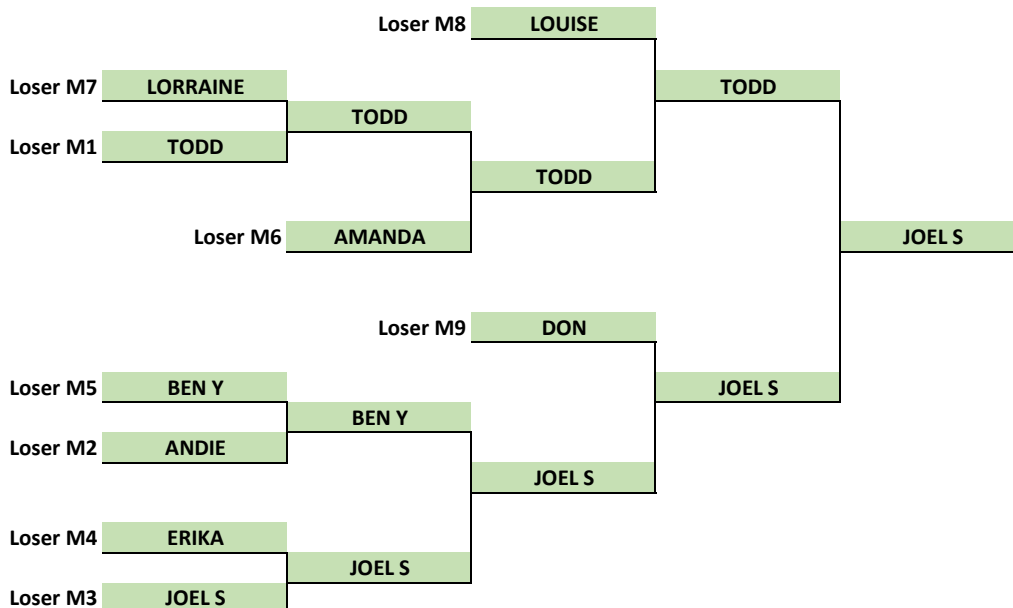 Loser M8 LOUISE
Loser M7 LORRAINE TODD
TODD
Loser M1 TODD
TODD
Loser M6 AMANDA JOEL S
Loser M9 DON
Loser M5 BEN Y JOEL S
BEN Y
Loser M2 ANDIE
JOEL S
Loser M4 ERIKA
JOEL S
Loser M3 JOEL S